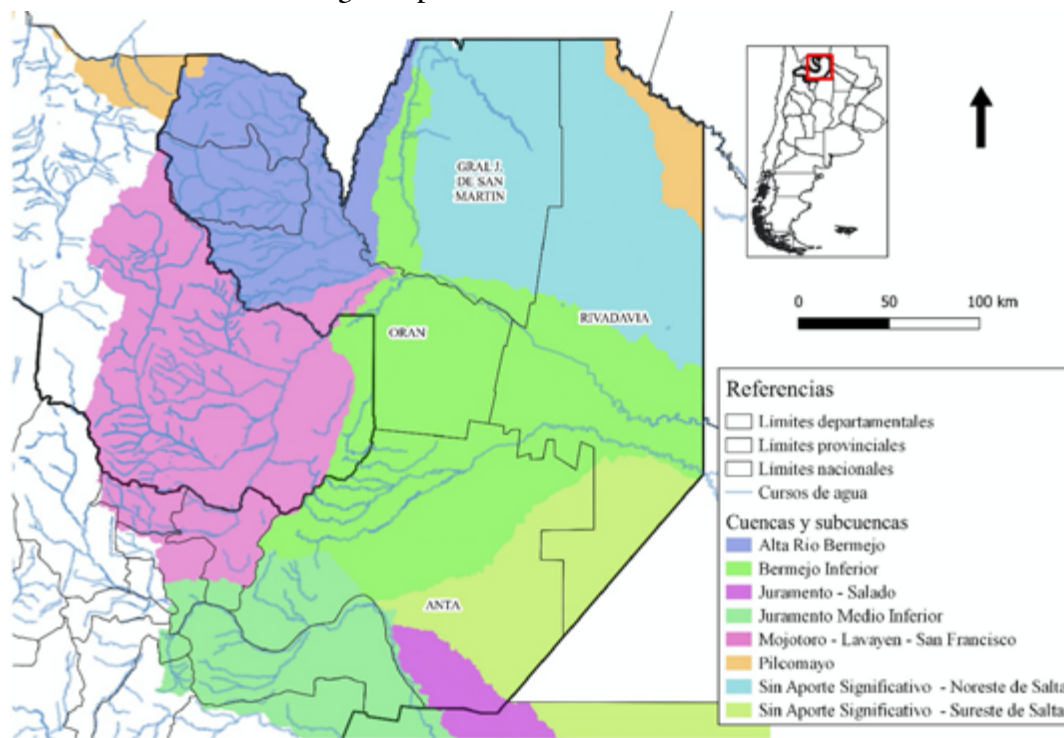 GRAL J.
DE SAN
MARTIN
ORAN
RIVADAVIA
ANTA
0 50 100 km
Referencias
Límites departamentales
Límites provinciales
Límites nacionales
Cursos de agua
Cuencas y subcuencas
Alta Rio Bermejo
Bermejo Inferior
Juramento - Salado
Juramento Medio Inferior
Mojotoro - Lavayen - San Francisco
Pilcomayo
Sin Aporte Significativo - Noreste de Salta
Sin Aporte Significativo - Sureste de Salta